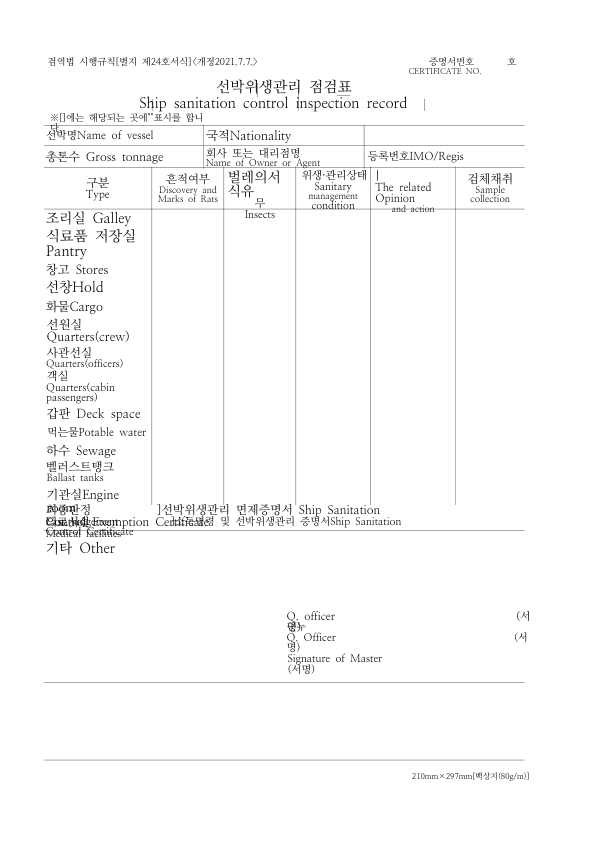 검역법 시행규칙[별지 제24호서식]<개정2021.7.7.>
증명서번호 호
CERTIFICATE NO.
선박위생관리 점검표
Ship sanitation control inspection record
※[]에는 해당되는 곳에""표시를 합니
다.
선박명Name of vessel
국적Nationality
총톤수 Gross tonnage
회사 또는 대리점명
Name of Owner or Agent
등록번호IMO/Regis
구분
Type
흔적여부
Discovery and
Marks of Rats
벌레의서
식유
무
Insects
위생·관리상태
Sanitary
management
condition
The related
Opinion
and action
검체채취
Sample
collection
조리실 Galley
식료품 저장실
Pantry
창고 Stores
선창Hold
화물Cargo
선원실
Quarters(crew)
사관선실
Quarters(officers)
객실
Quarters(cabin
passengers)
갑판 Deck space
먹는물Potable water
하수 Sewage
밸러스트탱크
Ballast tanks
기관실Engine
]선박위생관리 면제증명서 Ship Sanitation
Exemption Certificate
및 선박위생관리 증명서Ship Sanitation
Control Certificate
Medical facilities
기타 Other
Q. officer (서
명)
Q. Officer (서
명)
Signature of Master
(서명)
210mm×297mm[백상지(80g/m)]